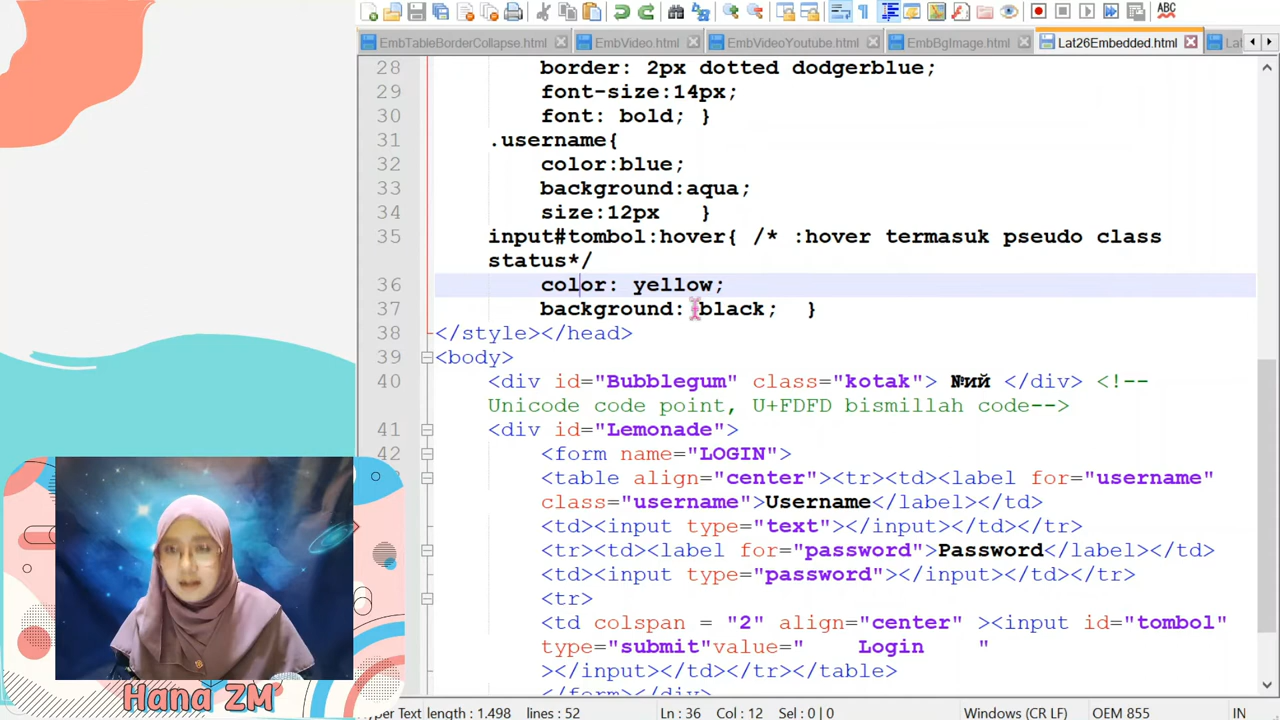 ABC
EmbTableBorderCollapse.html EmbVideo.html EmbVideoYoutube.html EmbBgImage.html Lat26Embedded.html Lat
28 border: 2px dotted dodgerblue;
29 font-size:14px;
30 font: bold; }
31 .username{
32 color:blue;
33 background:aqua;
34 size:12px }
35 input#tombol:hover{ /* :hover termasuk pseudo class
status*/
36 color: yellow;
37 background: black; }
38 </style></head>
39 <body>
40 <div id="Bubblegum" class="kotak"> №ий </div> <!--
Unicode code point, U+FDFD bismillah code-->
41 <div id="Lemonade">
42 <form name="LOGIN">
<table align="center"><tr><td><label for="username"
class="username">Username</label></td>
<td><input type="text"></input></td></tr>
<tr><td><label for="password">Password</label></td>
<td><input type="password"></input></td></tr>
<tr>
<td colspan = "2" align="center" ><input id="tombol"
type="submit"value=" Login "
></input></td></tr></table>
</form></div>
Hana ZM
yper Text length : 1.498 lines : 52 Ln : 36 Col : 12 Sel : 0 | 0 Windows (CR LF) OEM 855 IN